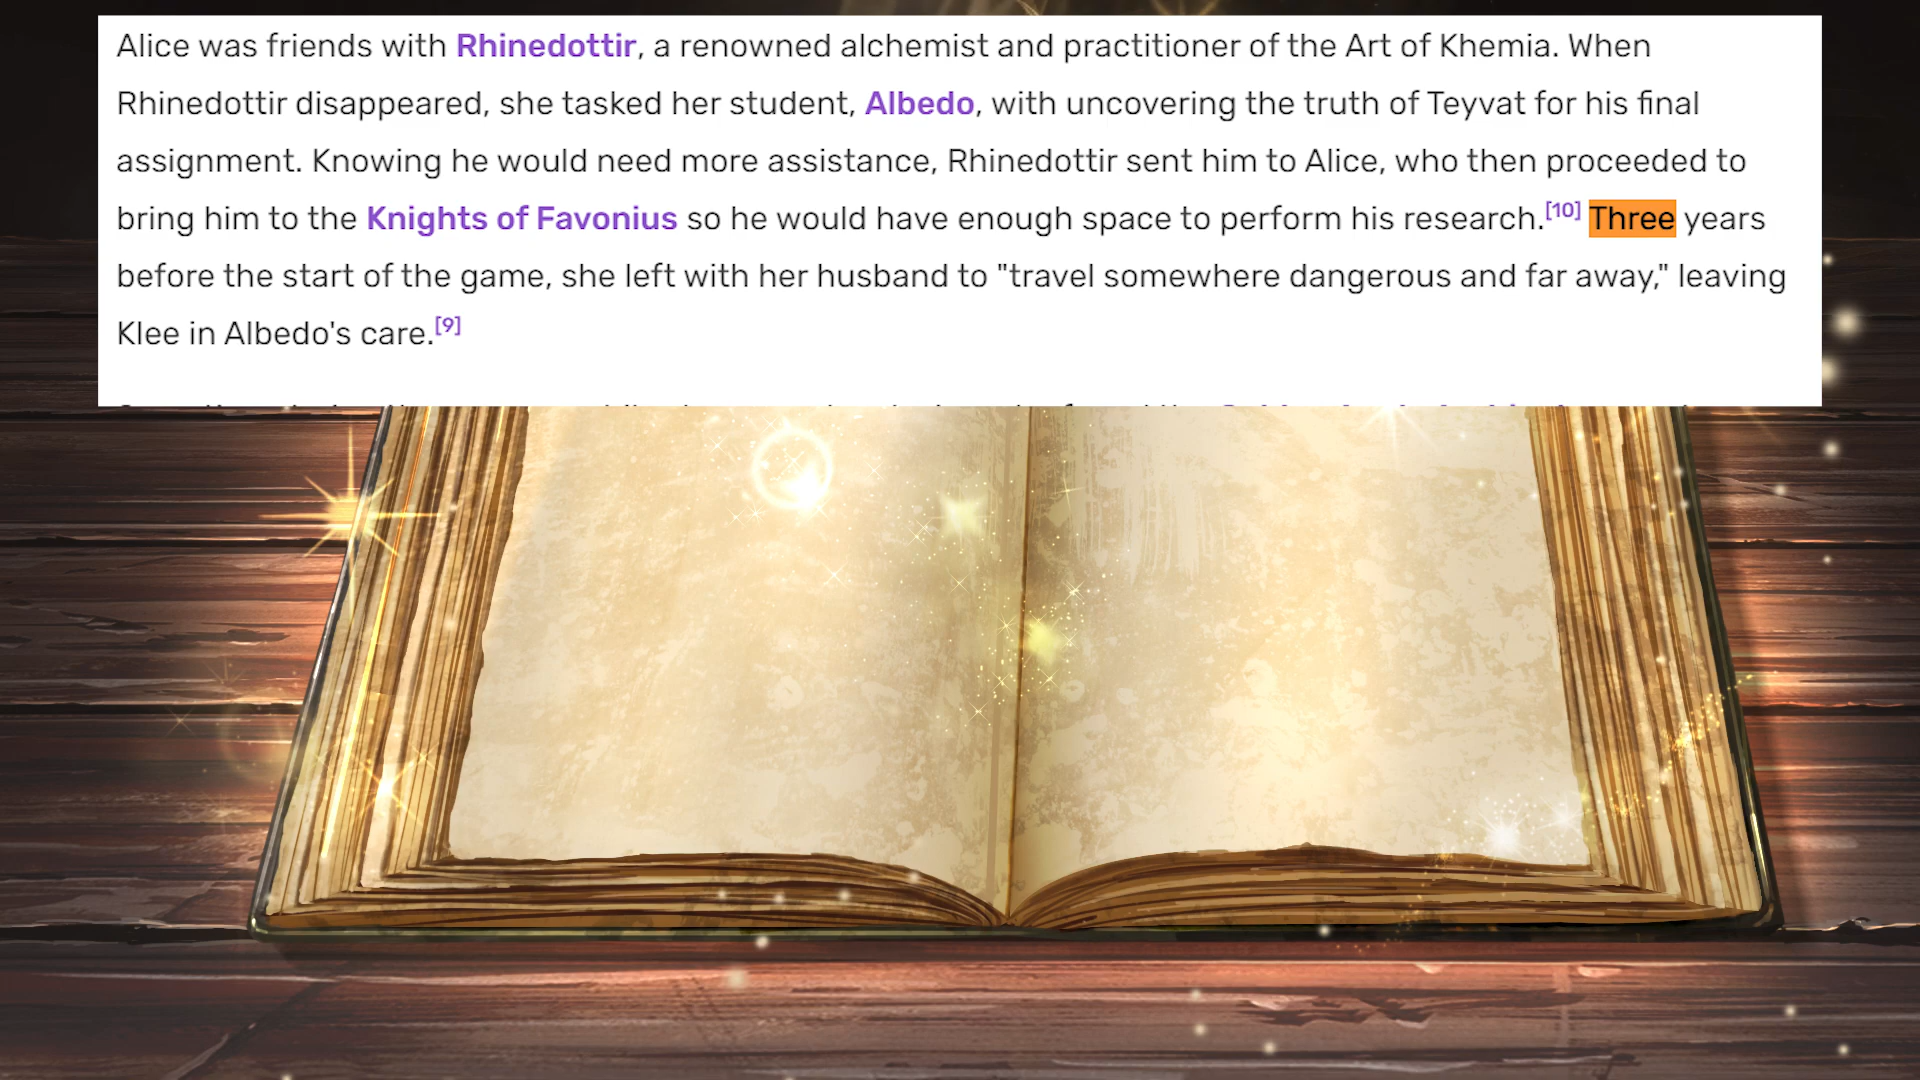 Alice was friends with Rhinedottir, a renowned alchemist and practitioner of the Art of Khemia. When
Rhinedottir disappeared, she tasked her student, Albedo, with uncovering the truth of Teyvat for his final
assignment. Knowing he would need more assistance, Rhinedottir sent him to Alice, who then proceeded to
bring him to the Knights of Favonius so he would have enough space to perform his research.[10] Three years
before the start of the game, she left with her husband to "travel somewhere dangerous and far away," leaving
Klee in Albedo's care.[9]